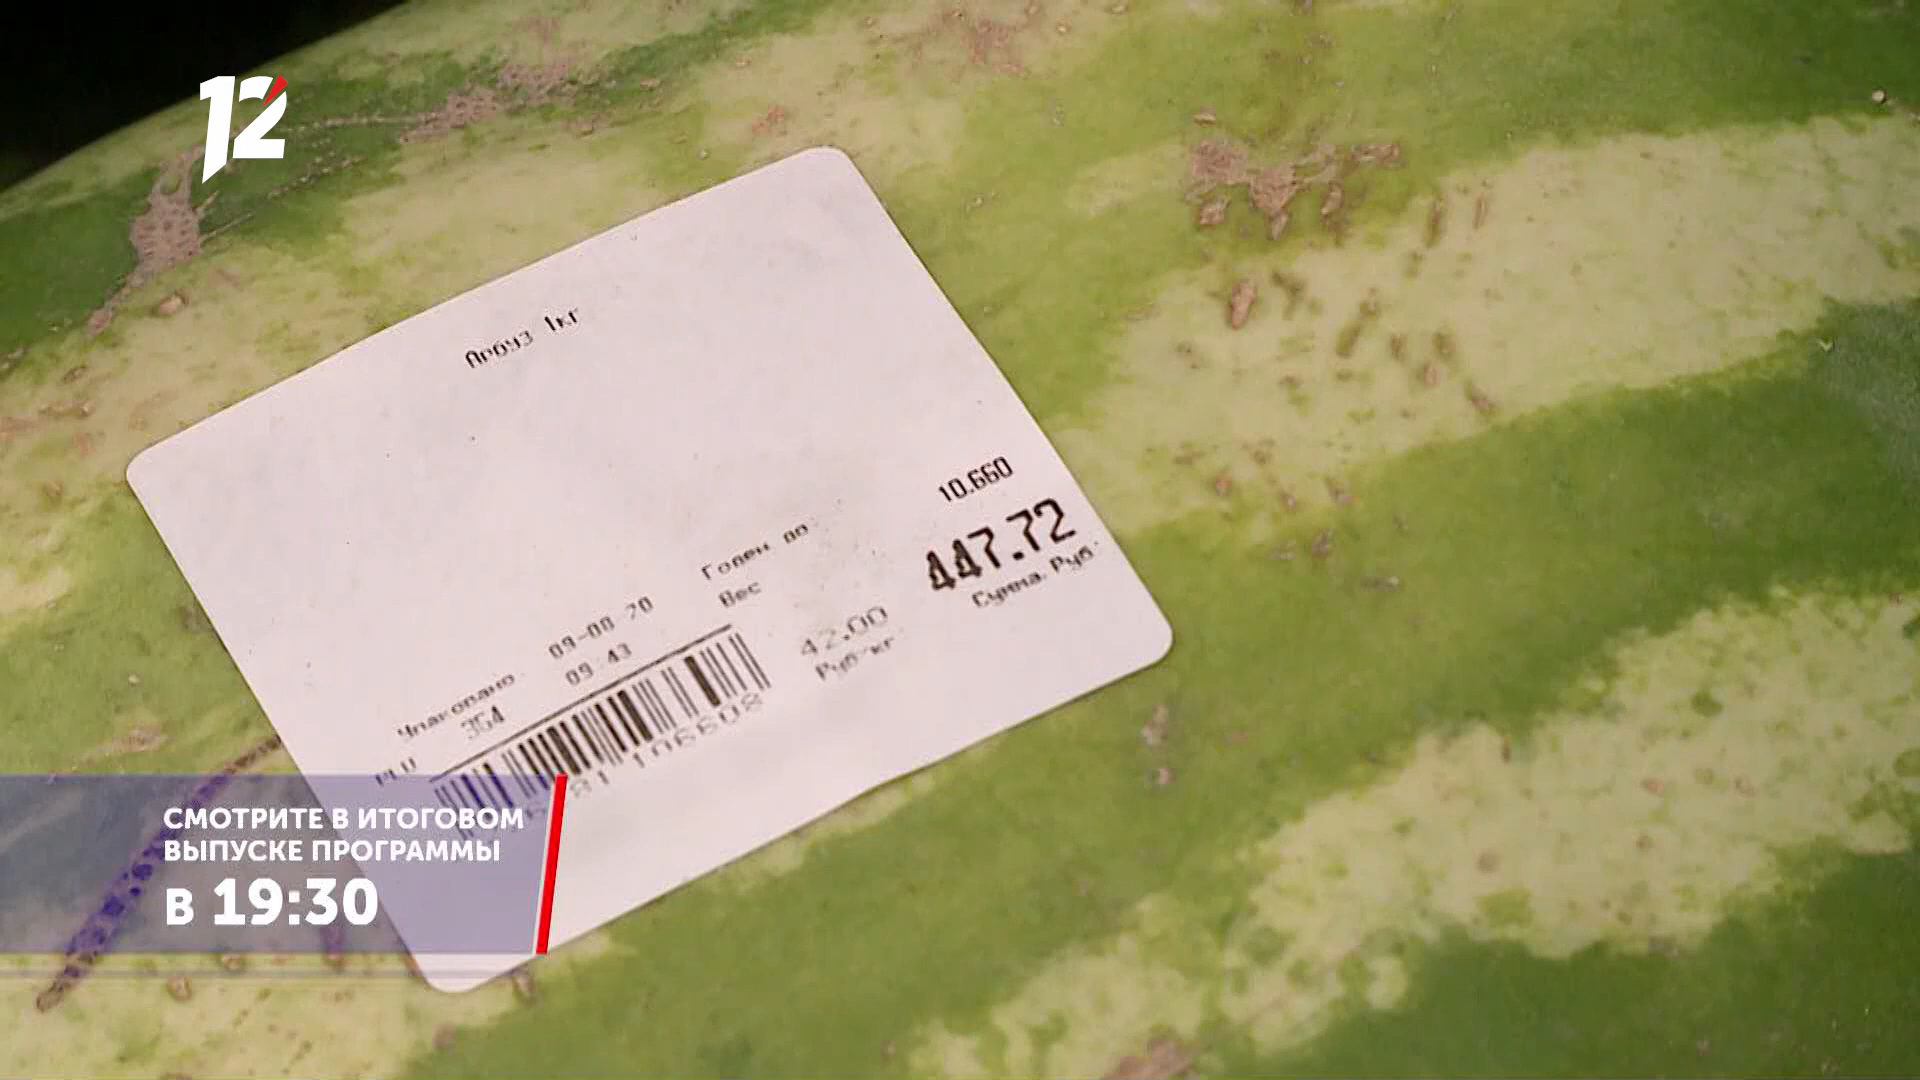 12
Арбуз 1кг
10.660
447.72
Сумма, Руб
Годен до
Вес
42.00
Руб/кг
09-08-20
09:43
Упаковано
364
PLU
СМОТРИТЕ В ИТОГОВОМ
ВЫПУСКЕ ПРОГРАММЫ
В 19:30